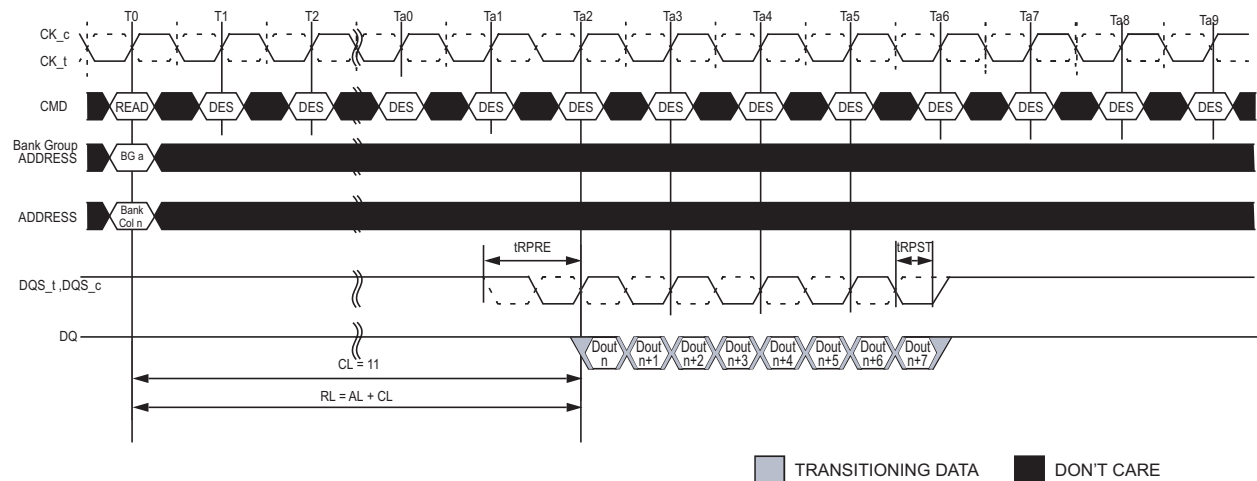 T0 T1 T2 Ta0 Ta1 Ta2 Ta3 Ta4 Ta5 Ta6 Ta7 Ta8 Ta9
CK_c
CK_t
CMD READ DES DES DES DES DES DES DES DES DES DES DES DES
Bank Group
ADDRESS BG a
ADDRESS Bank
Col n
tRPRE tRPST
DQS_t ,DQS_c
DQ
Dout Dout Dout Dout Dout Dout Dout Dout
n n+1 n+2 n+3 n+4 n+5 n+6 n+7
CL = 11
RL = AL + CL
TRANSITIONING DATA DON'T CARE